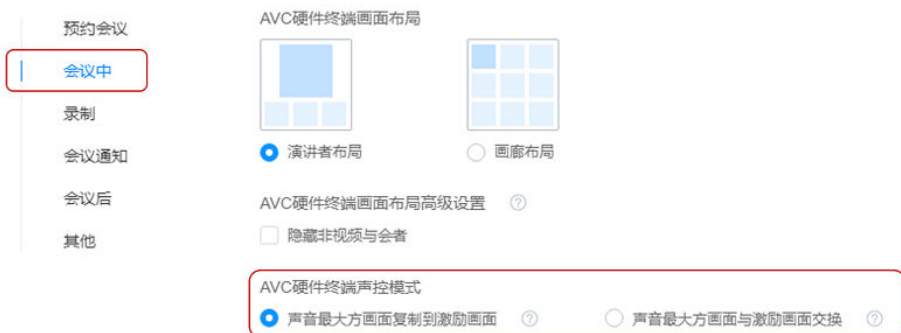 预约会议
会议中
录制
会议通知
会议后
其他
AVC硬件终端画面布局
演讲者布局
画廊布局
AVC硬件终端画面布局高级设置 ?
隐藏非视频与会者
AVC硬件终端声控模式
声音最大方画面复制到激励画面 ?
声音最大方画面与激励画面交换 ?